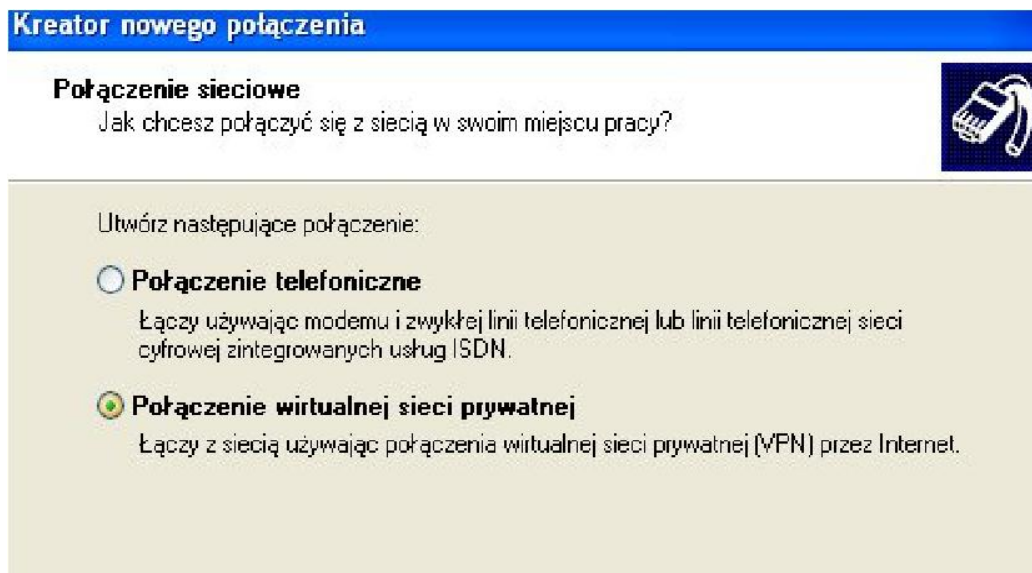 Kreator nowego połączenia
Połączenie sieciowe
Jak chcesz połączyć się z siecią w swoim miejscu pracy?
Utwórz następujące połączenie:
Połączenie telefoniczne
Łączy używając modemu i zwykłej linii telefonicznej lub linii telefonicznej sieci
cyfrowej zintegrowanych usług ISDN.
Połączenie wirtualnej sieci prywatnej
Łączy z siecią używając połączenia wirtualnej sieci prywatnej (VPN) przez Internet.